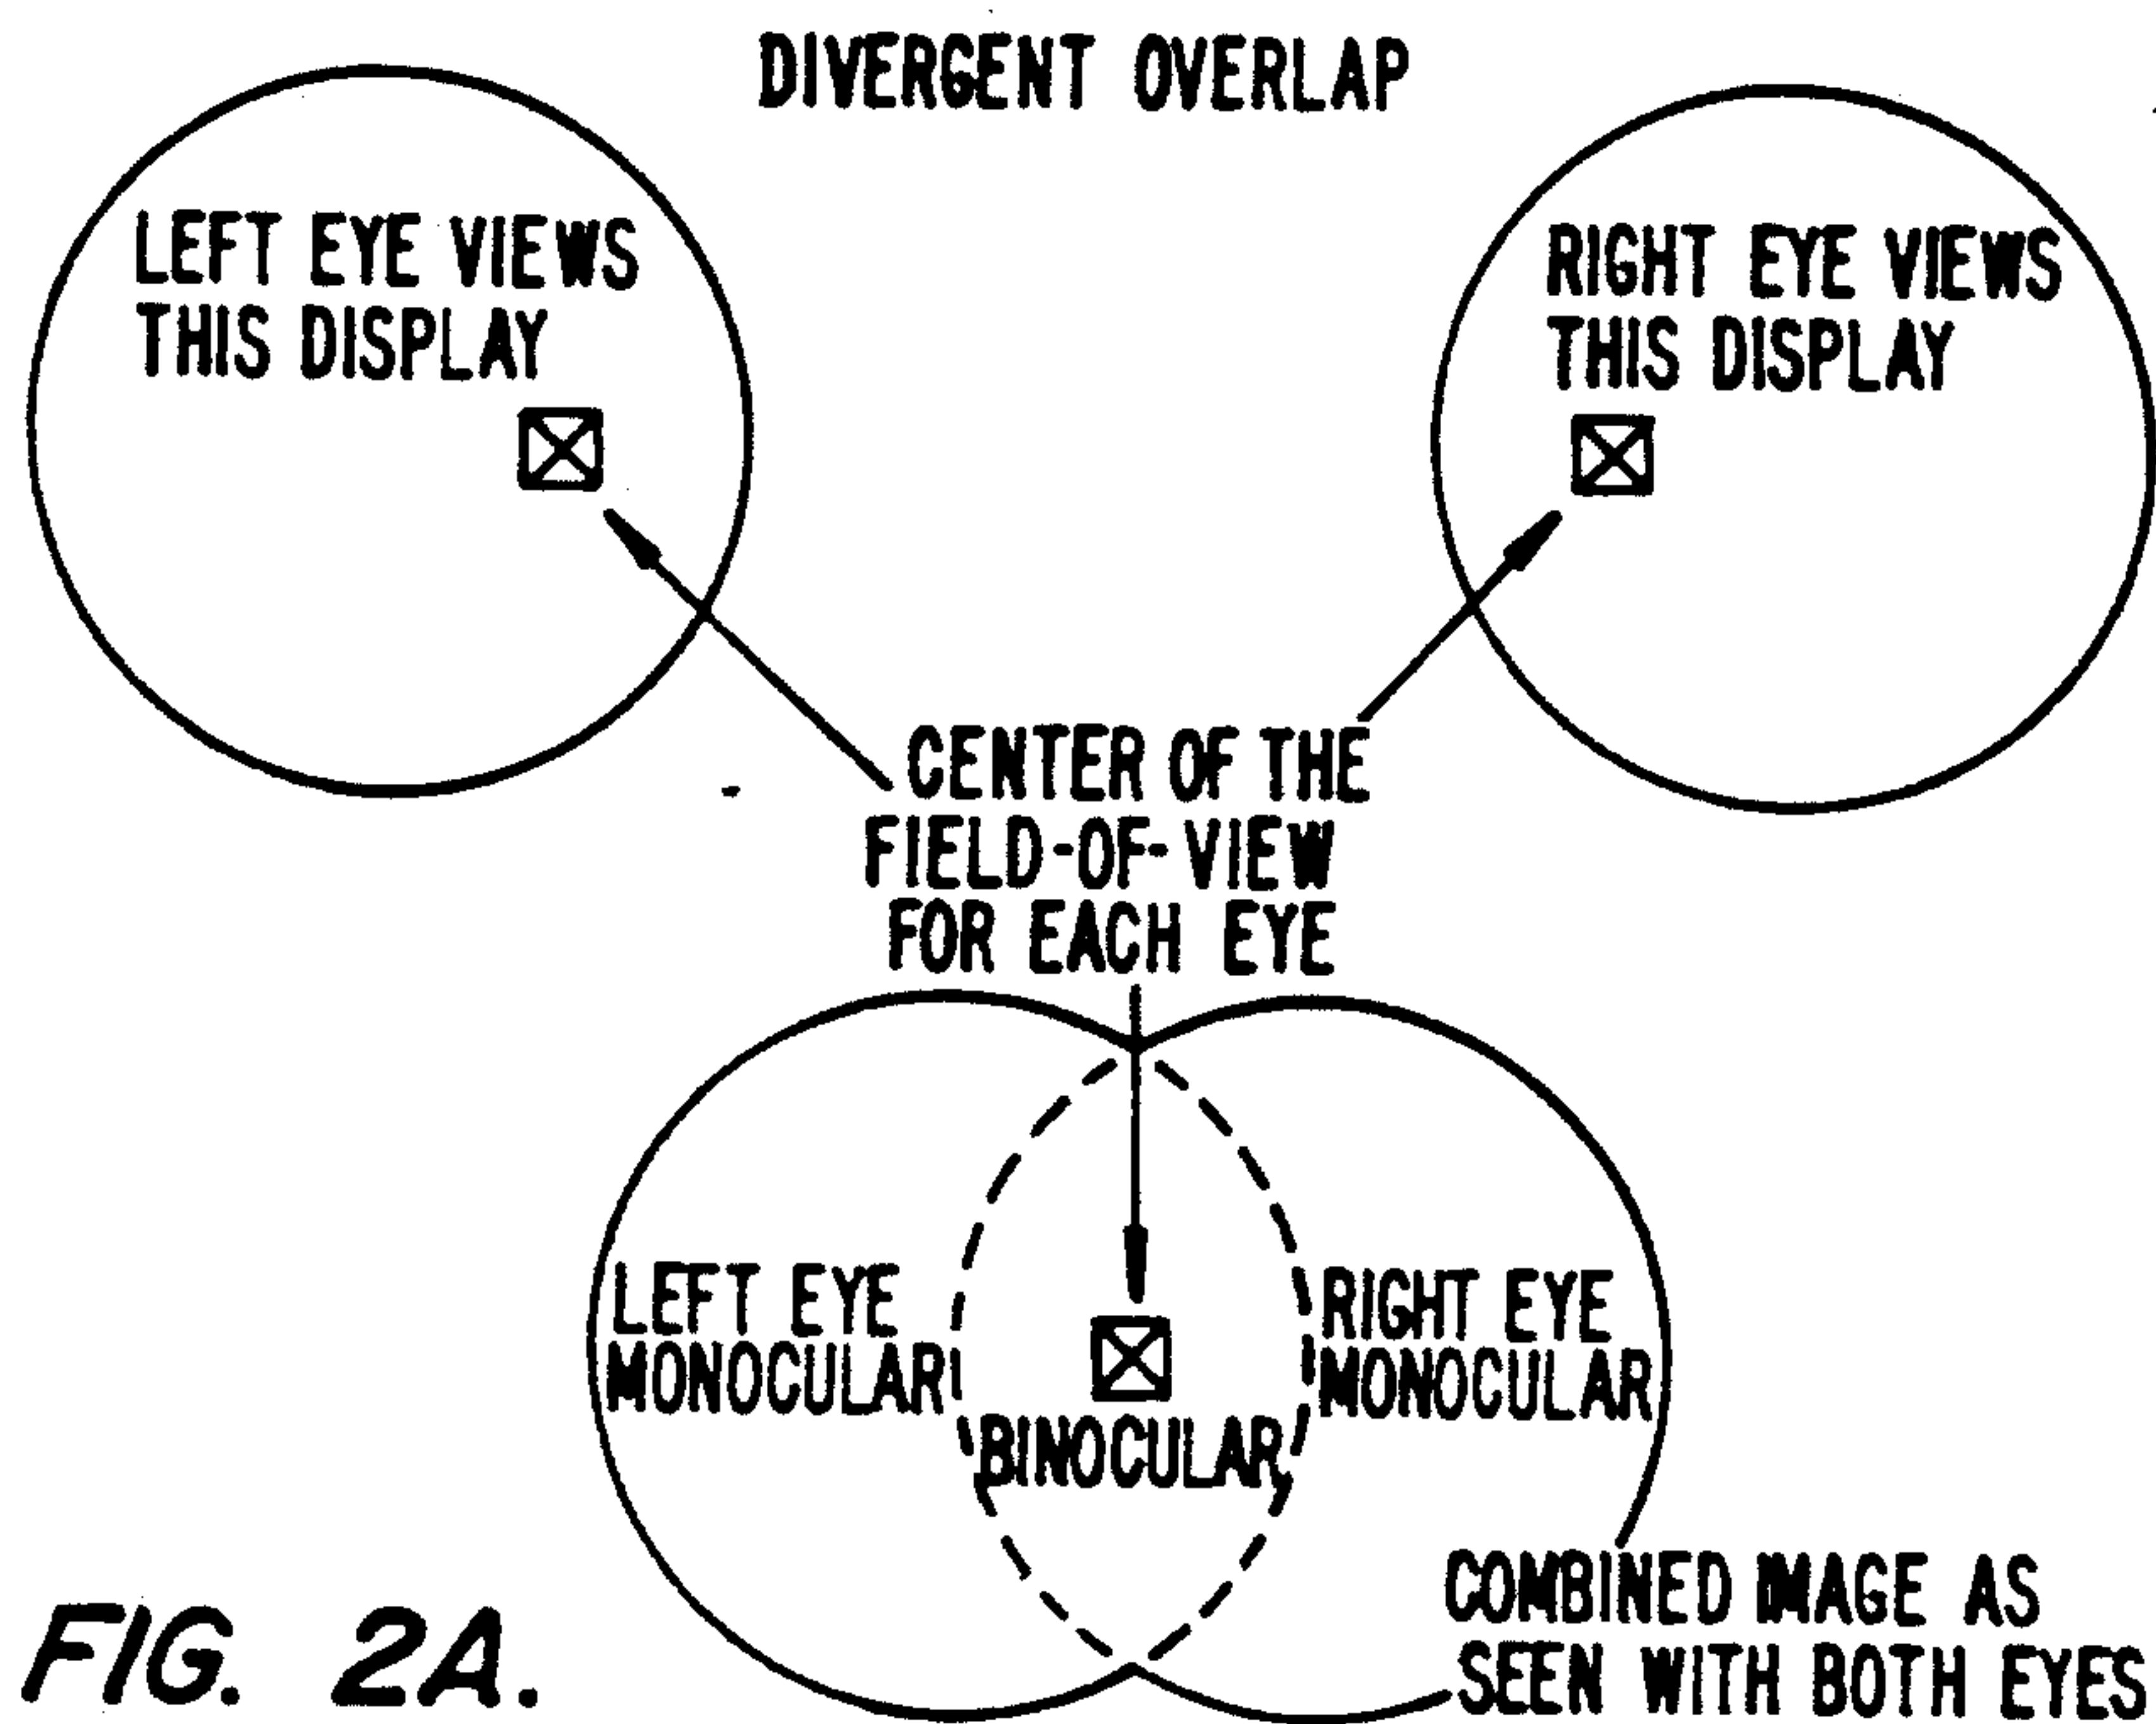 DIVERGENT OVERLAP
LEFT EYE VIEWS
THIS DISPLAY
RIGHT EYE VIEWS
THIS DISPLAY
CENTER OF THE
FIELD-OF-VIEW
FOR EACH EYE
LEFT EYE
MONOCULAR
RIGHT EYE
MONOCULAR
BINOCULAR
COMBINED IMAGE AS
SEEN WITH BOTH EYES
FIG. 2A.